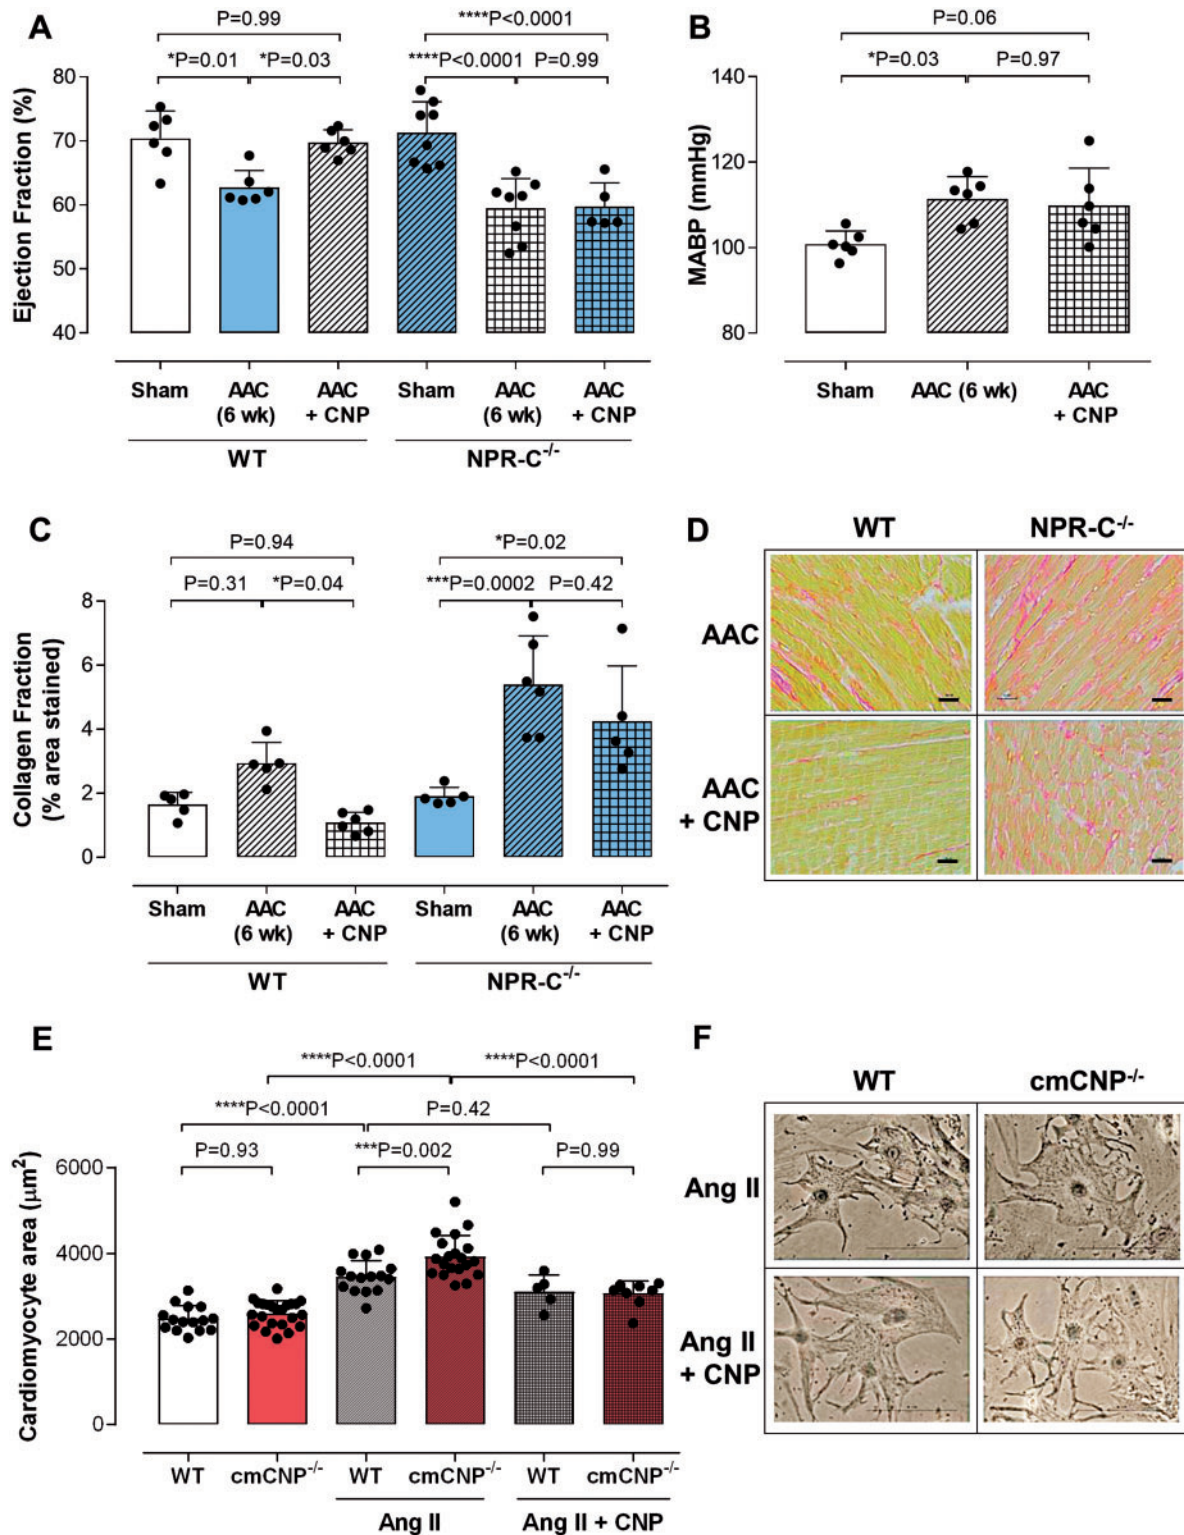 A
P=0.99
****P<0.0001
*P=0.01
*P=0.03
****P<0.0001
P=0.99
Ejection Fraction (%)
80
70
60
50
40
Sham
AAC
(6 wk)
AAC
+ CNP
Sham
AAC
(6 wk)
AAC
+ CNP
WT
NPR-C-/-
B
P=0.06
*P=0.03
P=0.97
MABP (mmHg)
140
120
100
80
Sham
AAC (6 wk)
AAC
+ CNP
C
P=0.94
*P=0.02
P=0.31
*P=0.04
***P=0.0002
P=0.42
Collagen Fraction
(% area stained)
8
6
4
2
0
Sham
AAC
(6 wk)
AAC
+ CNP
Sham
AAC
(6 wk)
AAC
+ CNP
WT
NPR-C-/-
D
WT
NPR-C-/-
AAC
AAC
+ CNP
E
****P<0.0001
****P<0.0001
****P<0.0001
P=0.42
P=0.93
***P=0.002
P=0.99
Cardiomyocyte area (μm²)
6000
4000
2000
0
WT
cmCNP-/-
WT
cmCNP-/-
WT
cmCNP-/-
Ang II
Ang II + CNP
F
WT
cmCNP-/-
Ang II
Ang II
+ CNP